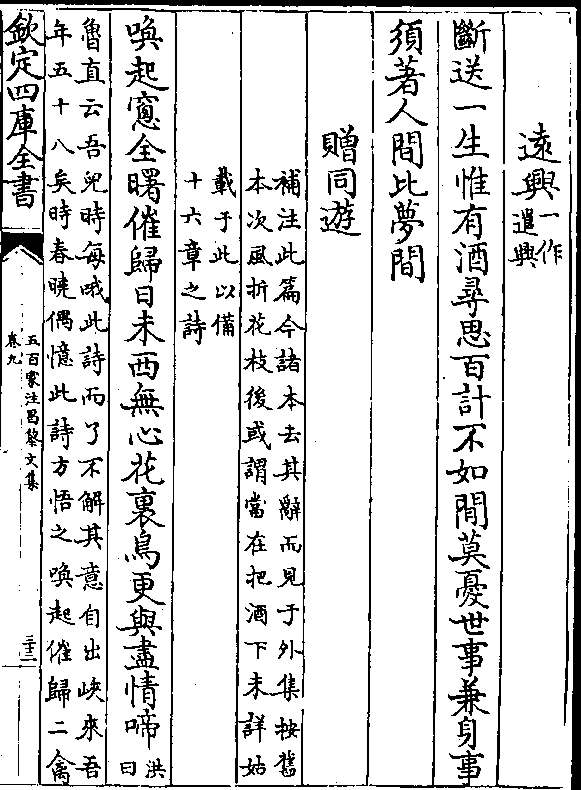 遠興一作
遣興
斷送一生惟有酒尋思百計不如閒莫憂世事兼身事
須著人間比夢間
贈同遊
補注此篇今諸本去其辭而見于外集按舊
本次風折花枝後或謂當在把酒下未詳姑
載于此以備
十六章之詩
喚起窻全曙催歸日未西無心花裏鳥更與盡情啼洪
曰
魯直云吾兒時每哦此詩而了不解其意自出峽來吾
年五十八矣時春曉偶憶此詩方悟之喚起催歸二禽
欽定四庫全書
五百家注昌黎文集
卷九
三十二